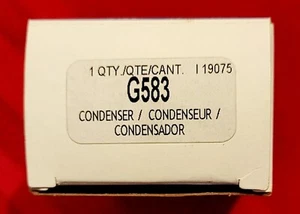 1 QTY./QTE/CANT. I 19075
G583
CONDENSER / CONDENSEUR /
CONDENSADOR